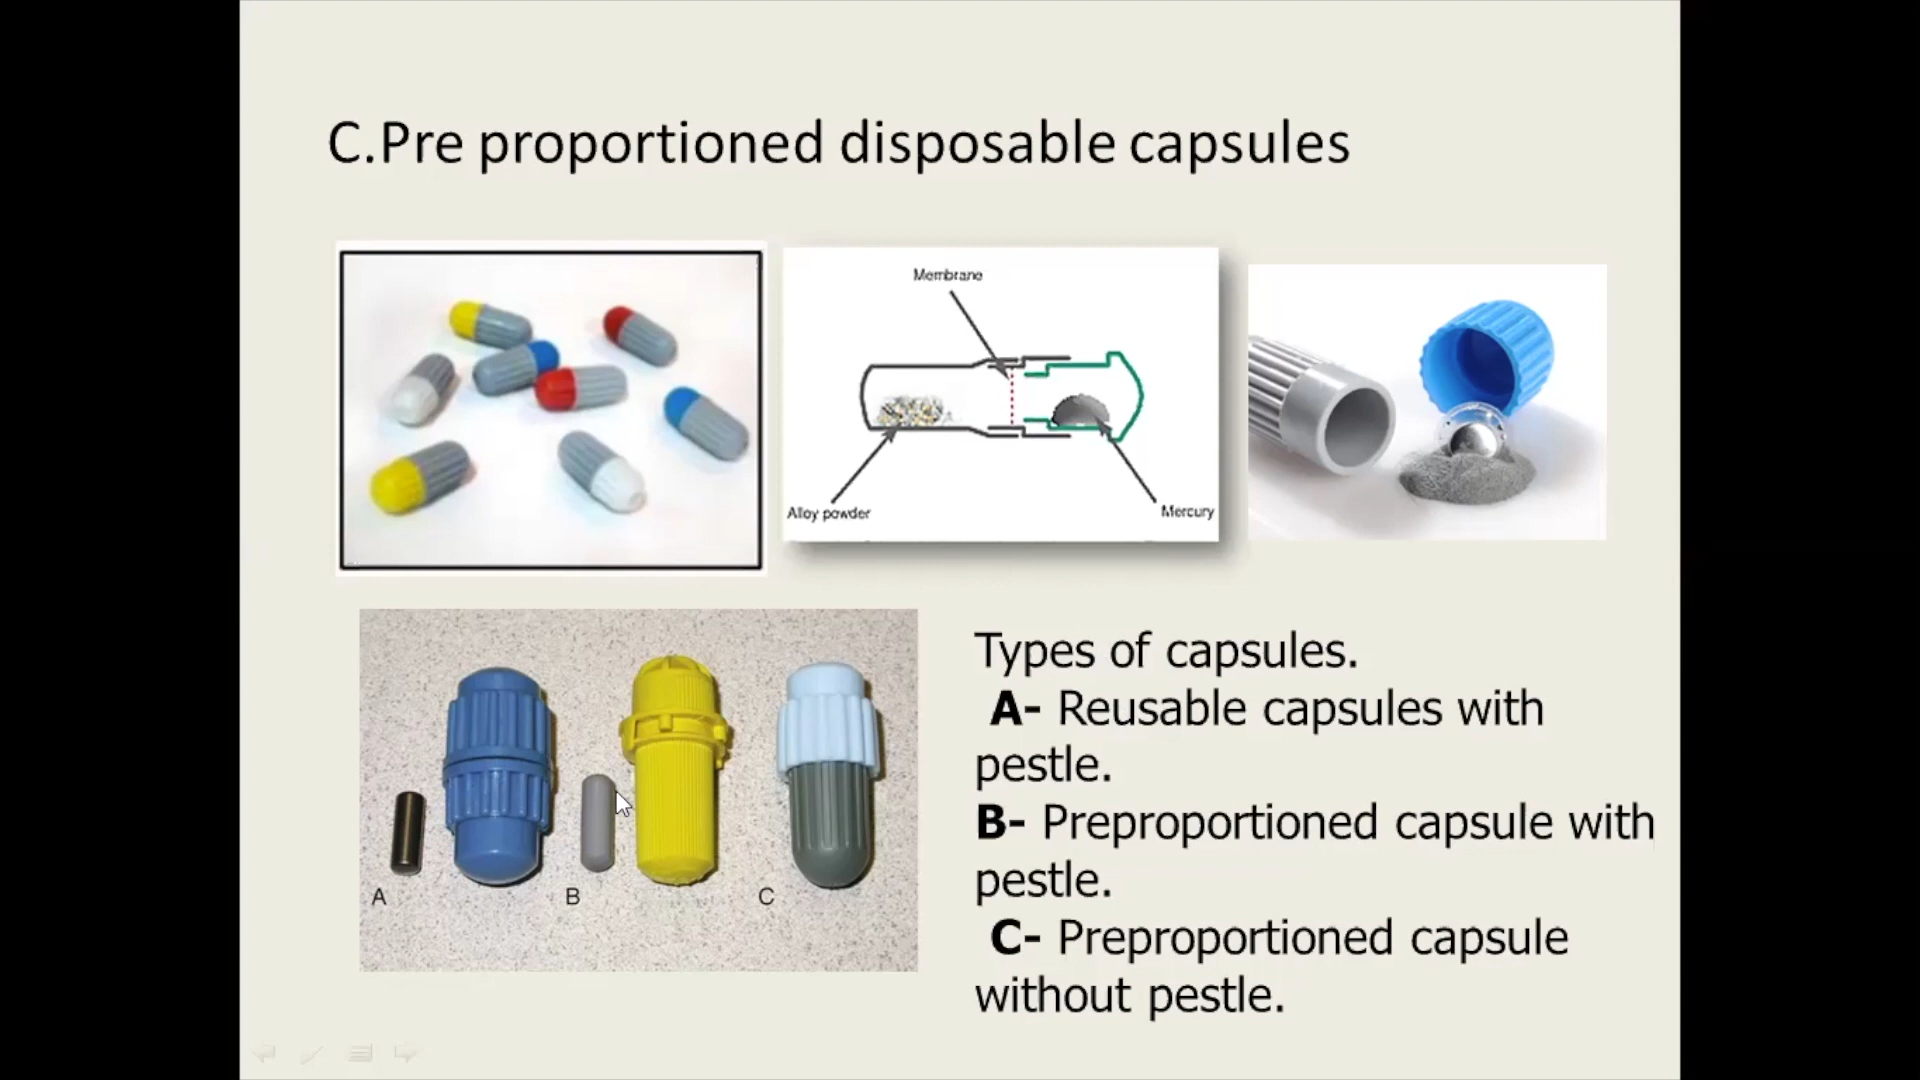 C.Pre proportioned disposable capsules
Membrane
Alloy powder
Mercury
A
B
C
Types of capsules.
A- Reusable capsules with
pestle.
B- Preproportioned capsule with
pestle.
C- Preproportioned capsule
without pestle.